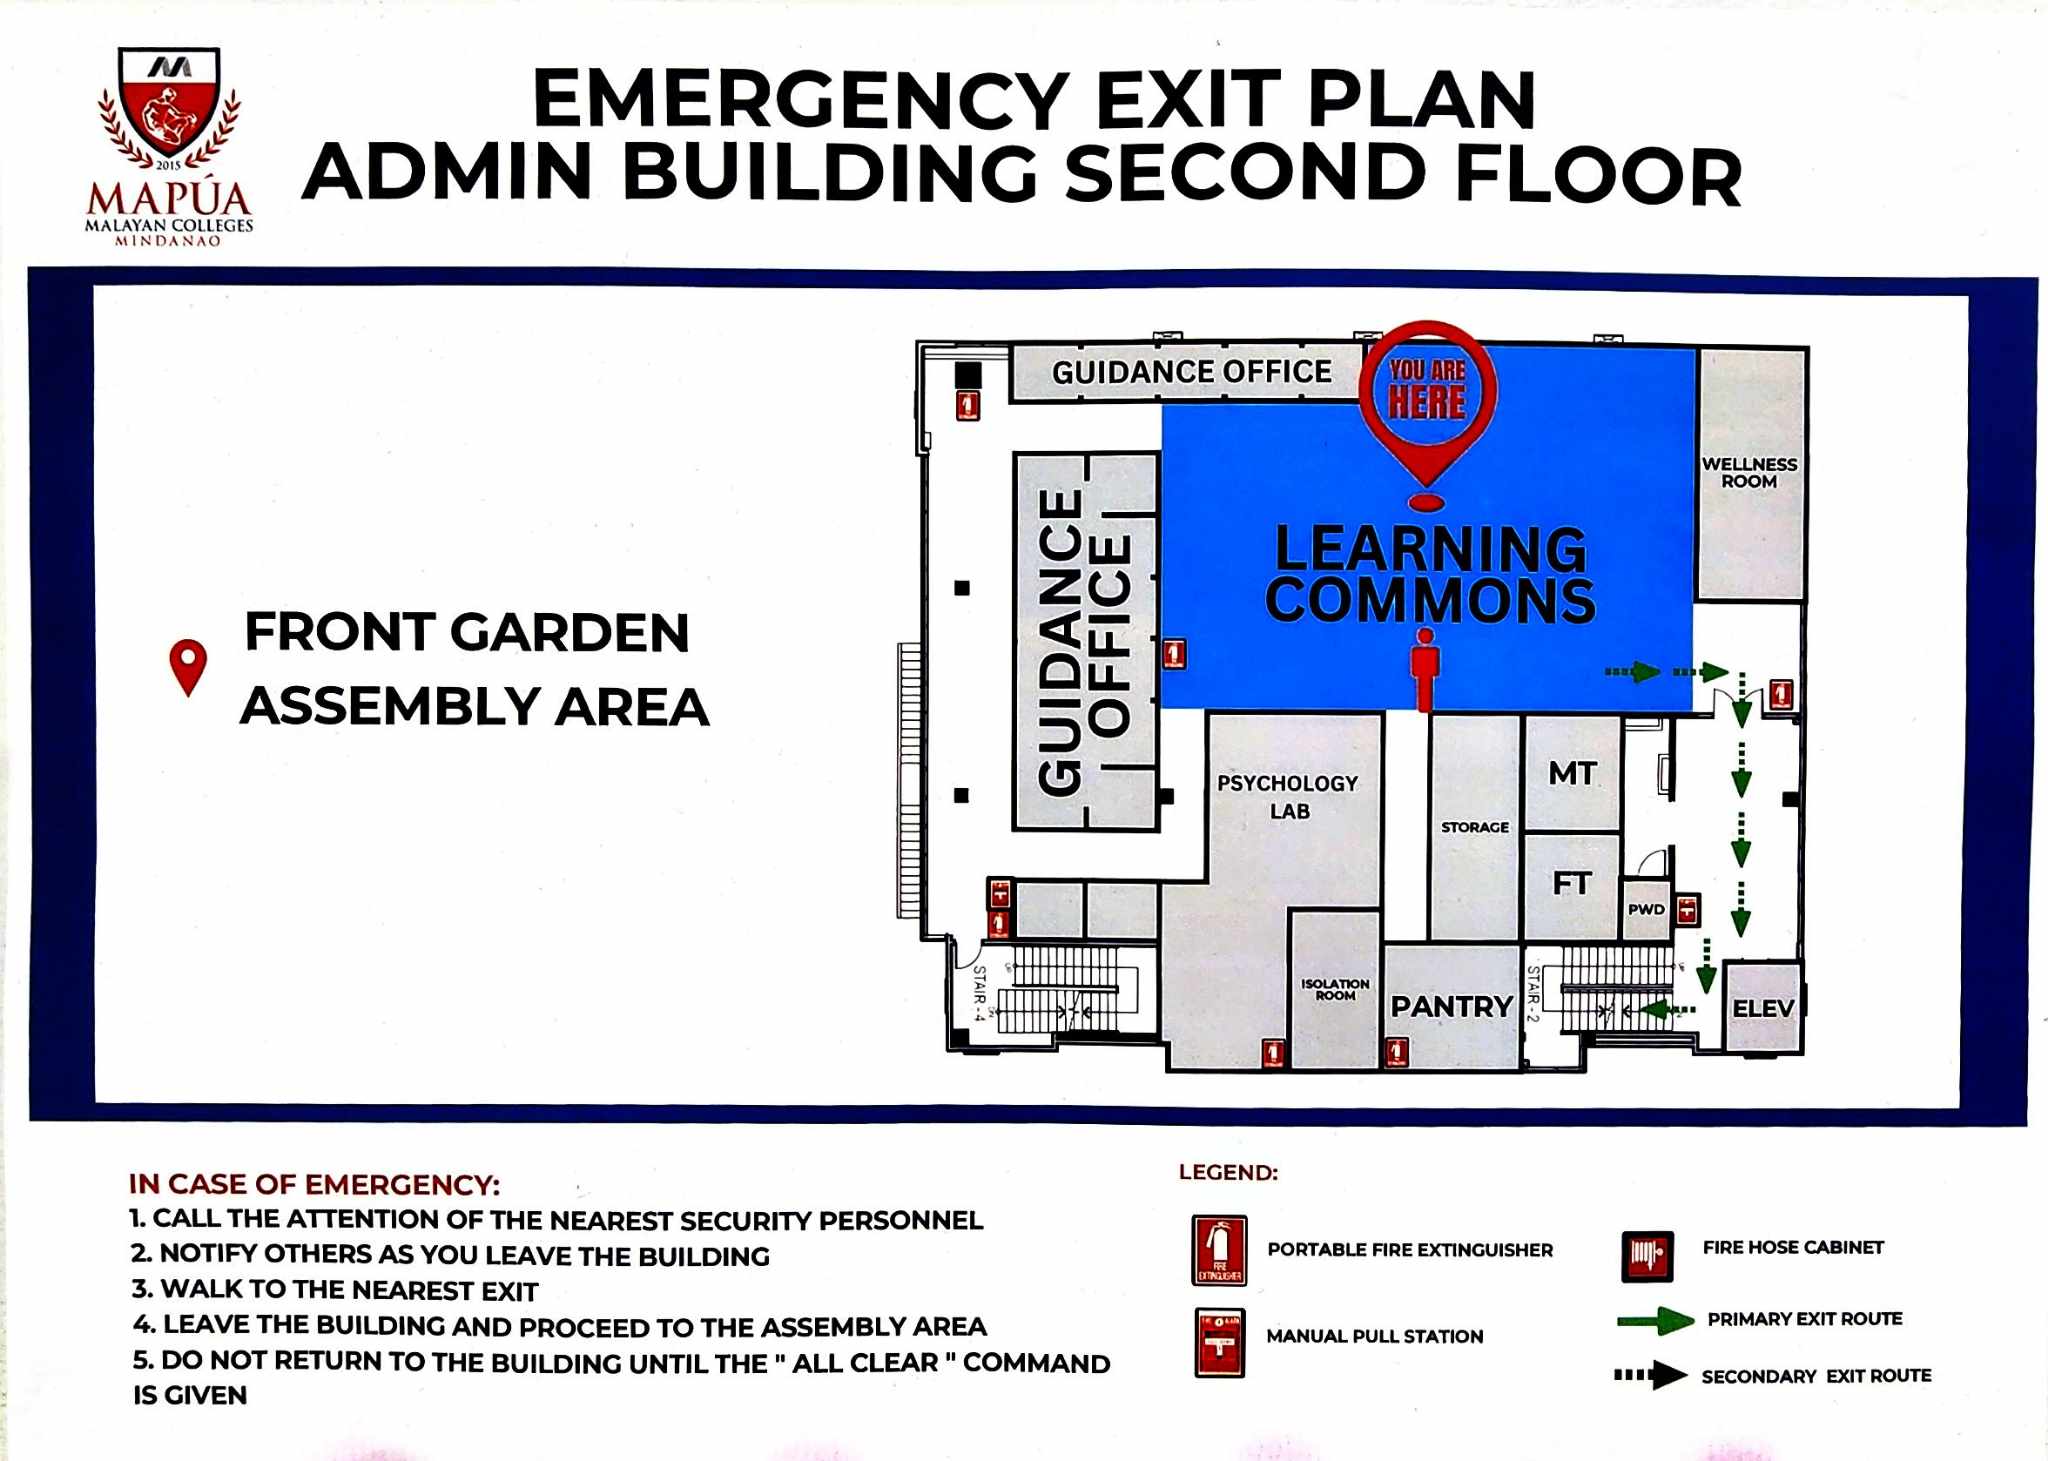 2015
MAPÚA
MALAYAN COLLEGES
MINDANAO
EMERGENCY EXIT PLAN
ADMIN BUILDING SECOND FLOOR
FRONT GARDEN
ASSEMBLY AREA
GUIDANCE OFFICE
YOU ARE
HERE
WELLNESS
ROOM
GUIDANCE
OFFICE
LEARNING
COMMONS
PSYCHOLOGY
LAB
STORAGE
MT
FT
PWD
STAIR - 4
ISOLATION
ROOM
PANTRY
STAIR - 2
ELEV
IN CASE OF EMERGENCY:
1. CALL THE ATTENTION OF THE NEAREST SECURITY PERSONNEL
2. NOTIFY OTHERS AS YOU LEAVE THE BUILDING
3. WALK TO THE NEAREST EXIT
4. LEAVE THE BUILDING AND PROCEED TO THE ASSEMBLY AREA
5. DO NOT RETURN TO THE BUILDING UNTIL THE " ALL CLEAR " COMMAND
IS GIVEN
LEGEND:
FIRE
EXTINGUISHER
PORTABLE FIRE EXTINGUISHER
MANUAL PULL STATION
FIRE HOSE CABINET
PRIMARY EXIT ROUTE
SECONDARY EXIT ROUTE